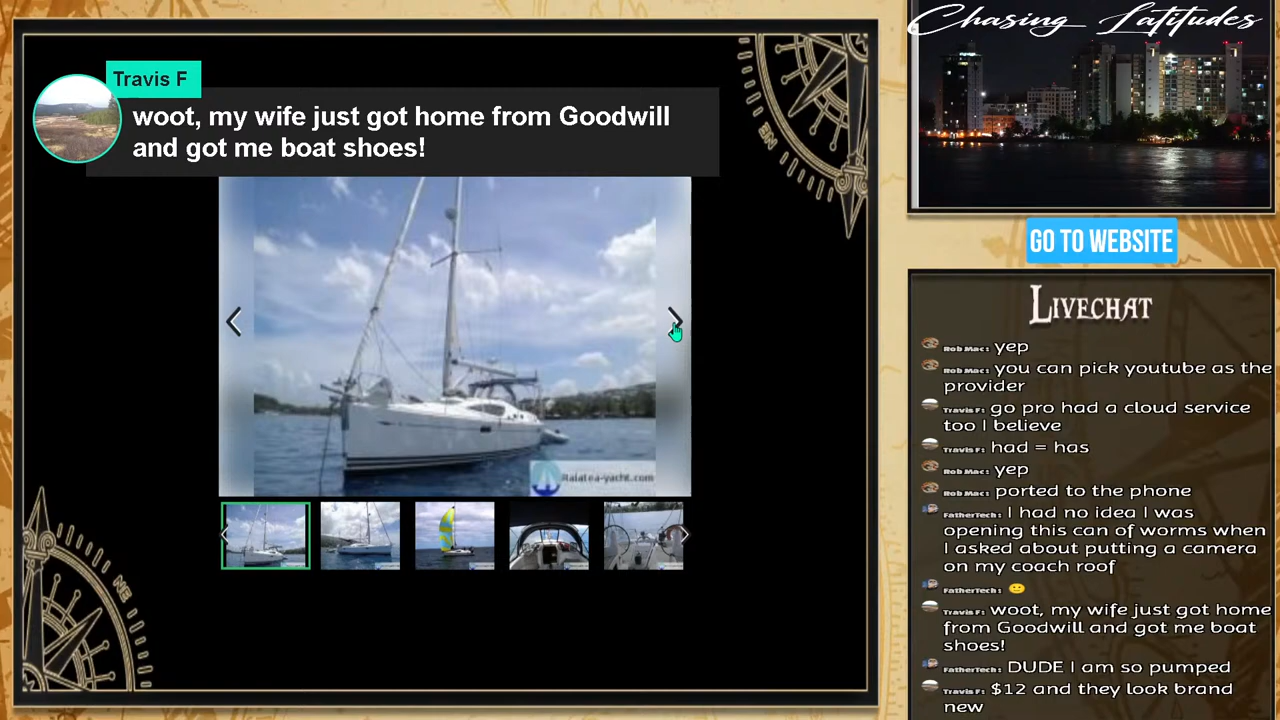 Chasing Latitudes
Travis F
woot, my wife just got home from Goodwill
and got me boat shoes!
NE
Raiatea-yacht.com
NE
GO TO WEBSITE
LIVECHAT
Rob Mac: yep
Rob Mac: you can pick youtube as the
provider
Travis F: go pro had a cloud service
too I believe
Travis F: had = has
Rob Mac: yep
Rob Mac: ported to the phone
FatherTech: I had no idea I was
opening this can of worms when
I asked about putting a camera
on my coach roof
FatherTech: 🙂
Travis F: woot, my wife just got home
from Goodwill and got me boat
shoes!
FatherTech: DUDE I am so pumped
Travis F: $12 and they look brand
new